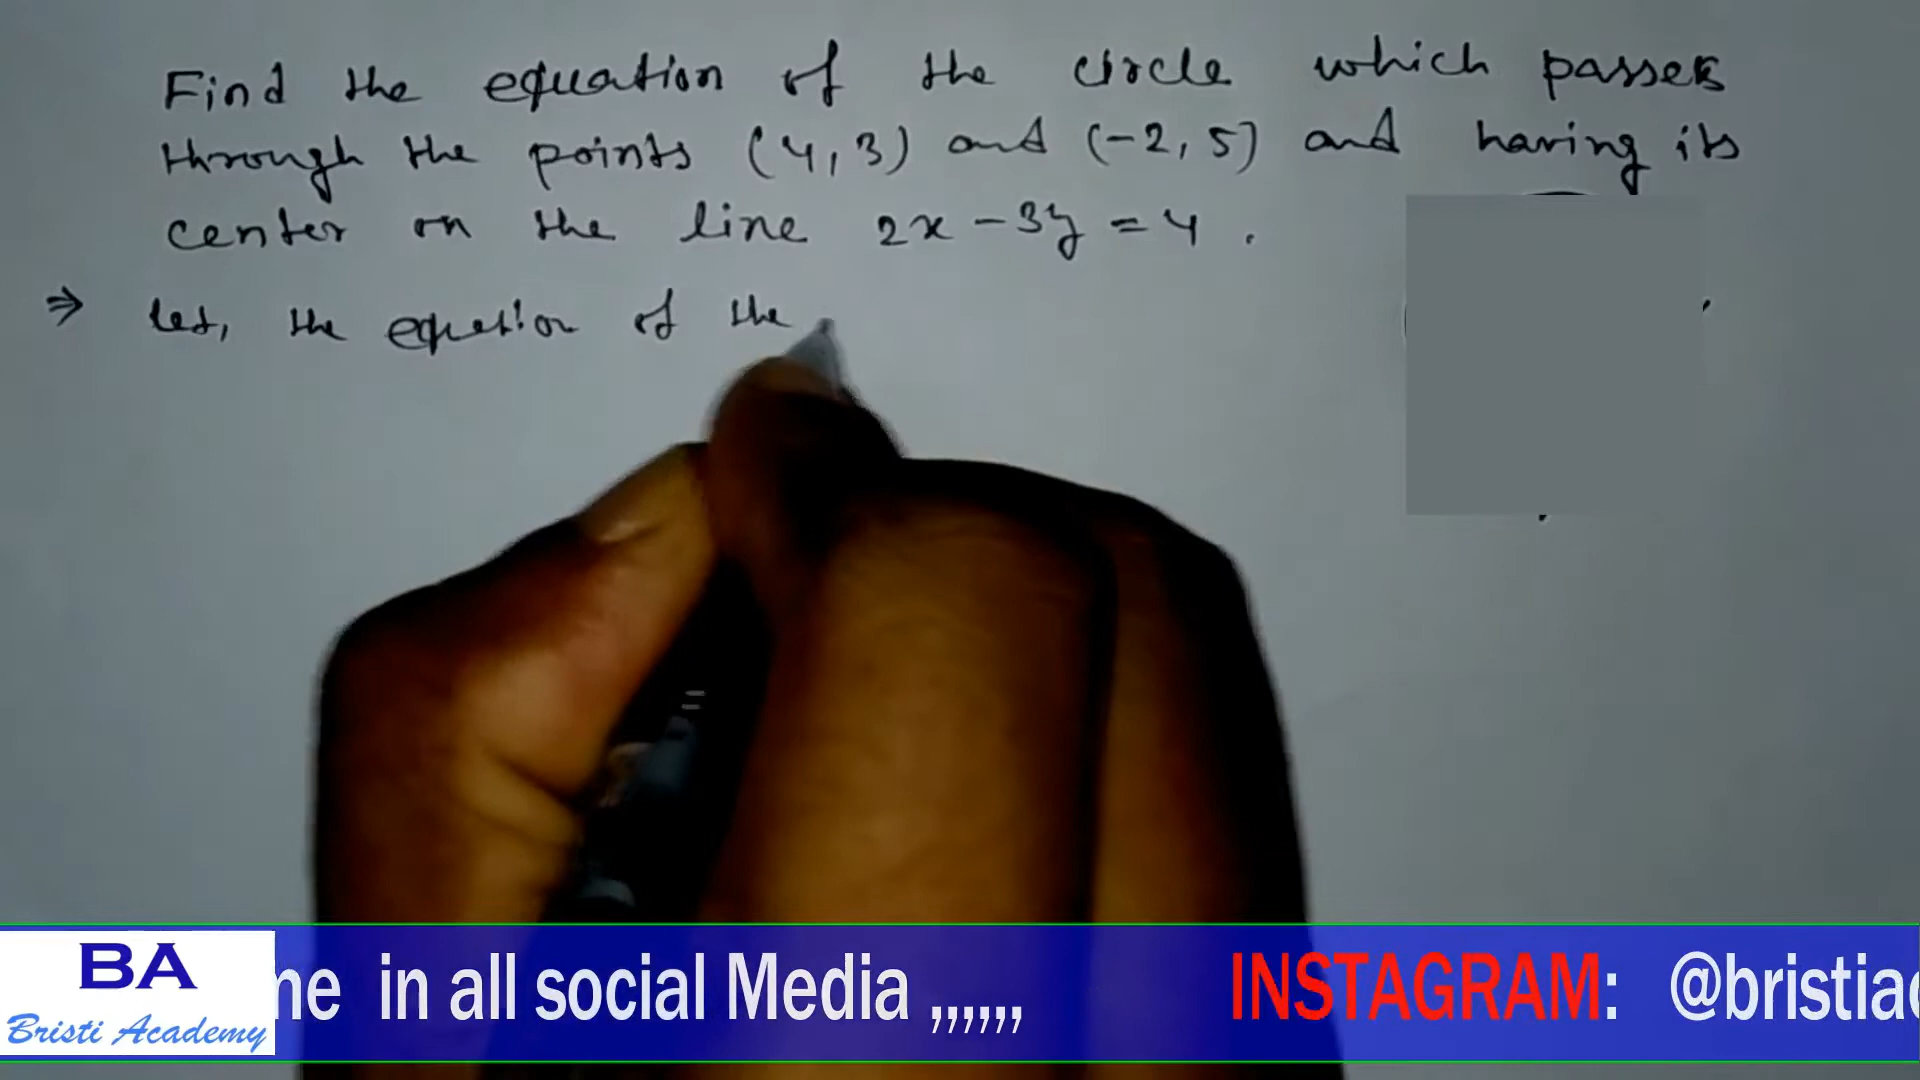 Find the equation of the circle which passes
through the points (4,3) and (-2,5) and having its
center on the line 2x-3y=4.
⇒ let, the equation of the
BA
Bristi Academy
in all social Media ,,,,,,
INSTAGRAM: